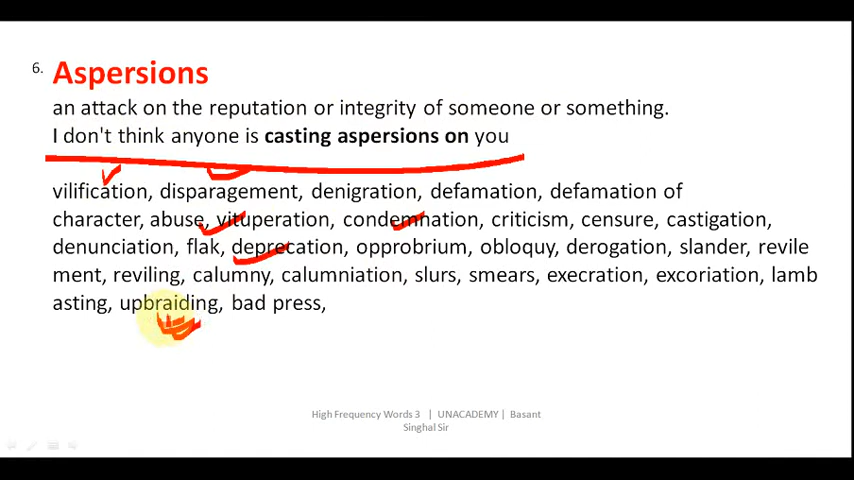 6. Aspersions
an attack on the reputation or integrity of someone or something.
I don't think anyone is casting aspersions on you
vilification, disparagement, denigration, defamation, defamation of
character, abuse, vituperation, condemnation, criticism, censure, castigation,
denunciation, flak, deprecation, opprobrium, obloquy, derogation, slander, revile
ment, reviling, calumny, calumniation, slurs, smears, execration, excoriation, lamb
asting, upbraiding, bad press,
High Frequency Words 3 | UNACADEMY | Basant
Singhal Sir